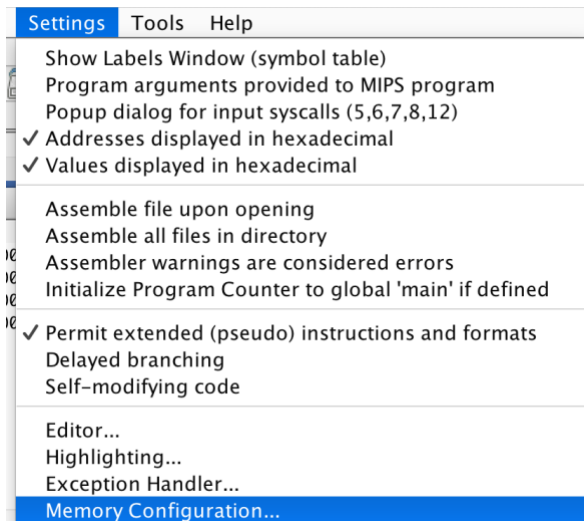 Settings Tools Help
Show Labels Window (symbol table)
Program arguments provided to MIPS program
Popup dialog for input syscalls (5,6,7,8,12)
✓ Addresses displayed in hexadecimal
✓ Values displayed in hexadecimal
Assemble file upon opening
Assemble all files in directory
Assembler warnings are considered errors
Initialize Program Counter to global 'main' if defined
✓ Permit extended (pseudo) instructions and formats
Delayed branching
Self-modifying code
Editor...
Highlighting...
Exception Handler...
Memory Configuration...